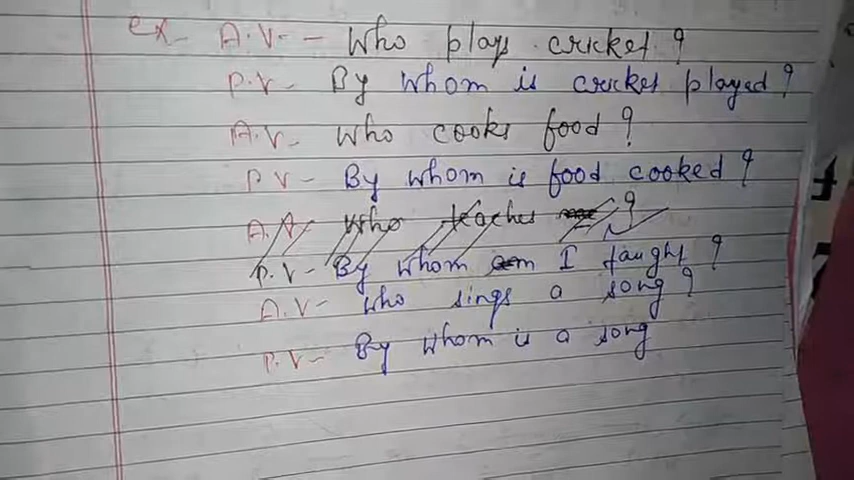 ex- A.V. - Who plays cricket?
P.V- By whom is cricket played?
A.V- Who cooks food?
P.V- By whom is food cooked?
A.A- Who teaches ?
P.V- By whom am I taught?
A.V- Who sings a song?
P.V- By whom is a song